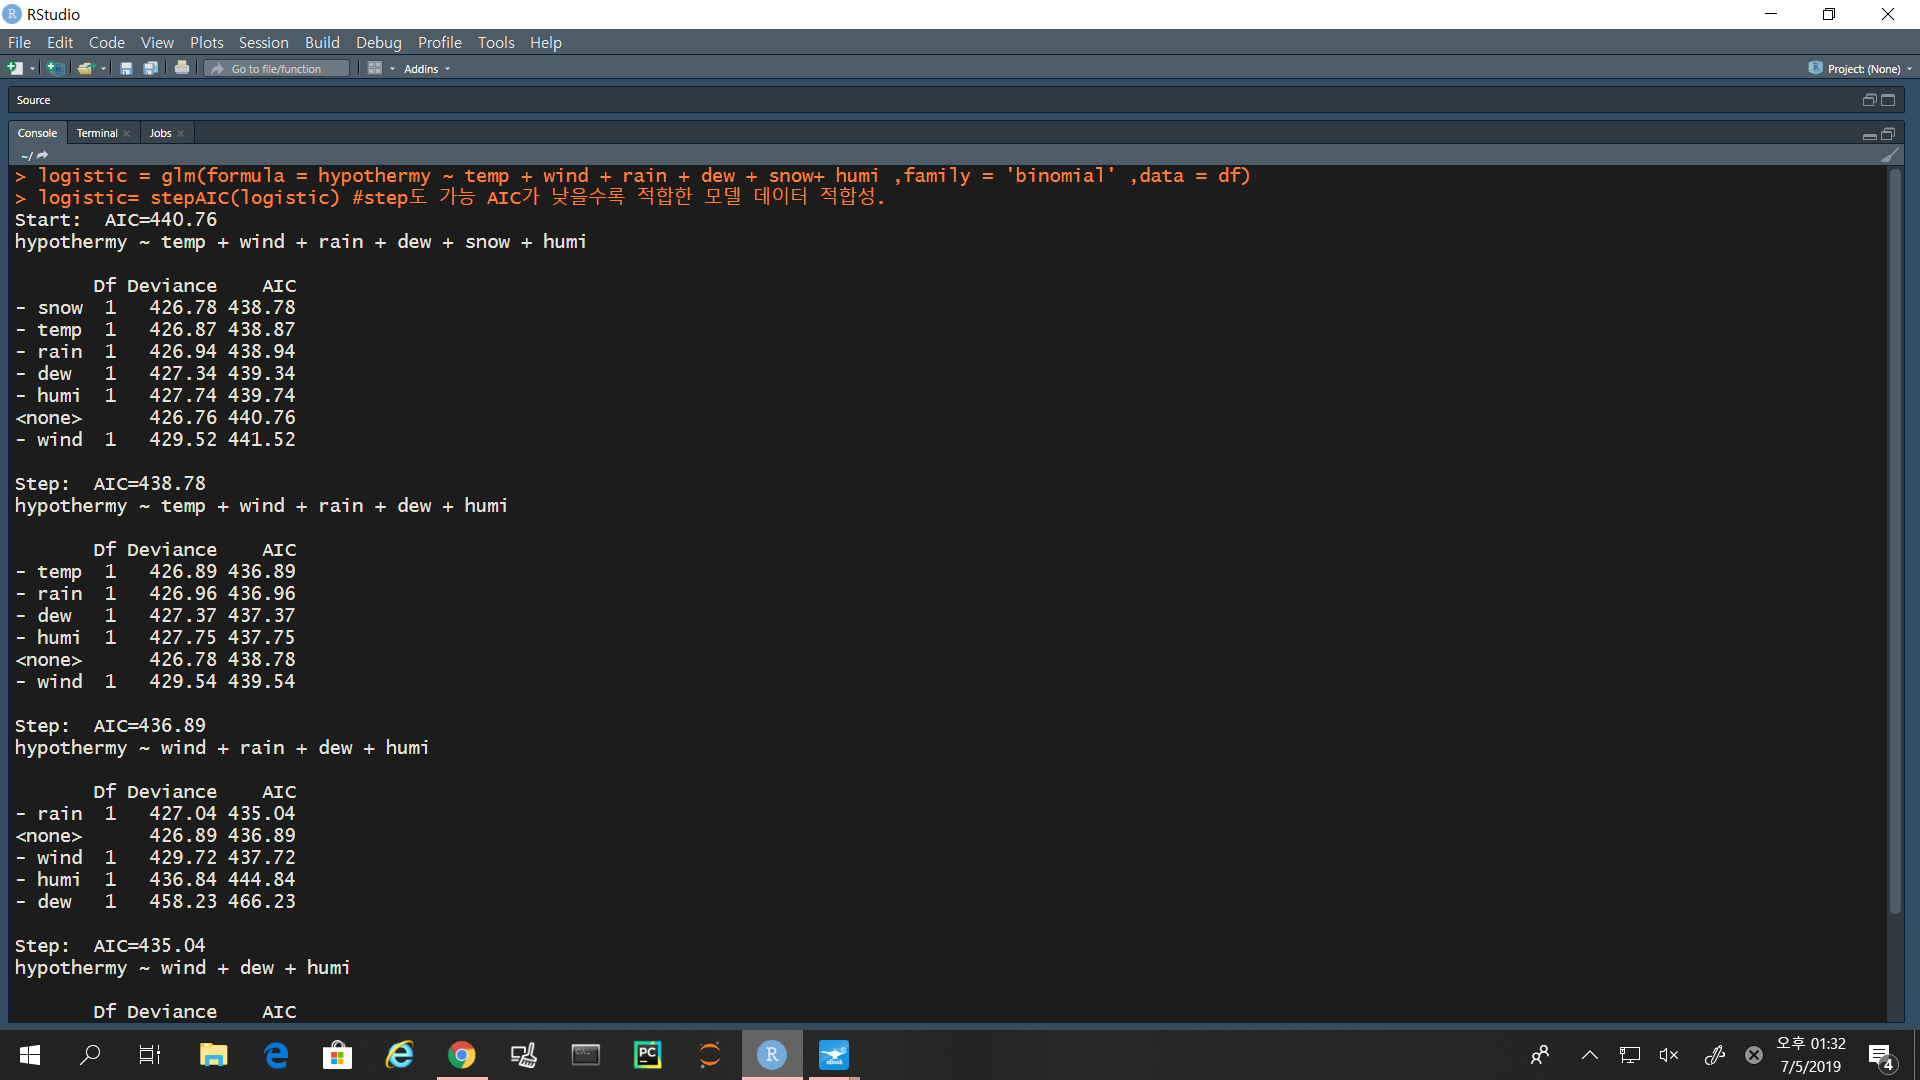 RStudio
File Edit Code View Plots Session Build Debug Profile Tools Help
Go to file/function Addins Project: (None)
Source
Console Terminal Jobs
~/
> logistic = glm(formula = hypothermy ~ temp + wind + rain + dew + snow+ humi ,family = 'binomial' ,data = df)
> logistic= stepAIC(logistic) #step도 가능 AIC가 낮을수록 적합한 모델 데이터 적합성.
Start:  AIC=440.76
hypothermy ~ temp + wind + rain + dew + snow + humi
Df Deviance    AIC
- snow  1   426.78 438.78
- temp  1   426.87 438.87
- rain  1   426.94 438.94
- dew   1   427.34 439.34
- humi  1   427.74 439.74
<none>      426.76 440.76
- wind  1   429.52 441.52
Step:  AIC=438.78
hypothermy ~ temp + wind + rain + dew + humi
Df Deviance    AIC
- temp  1   426.89 436.89
- rain  1   426.96 436.96
- dew   1   427.37 437.37
- humi  1   427.75 437.75
<none>      426.78 438.78
- wind  1   429.54 439.54
Step:  AIC=436.89
hypothermy ~ wind + rain + dew + humi
Df Deviance    AIC
- rain  1   427.04 435.04
<none>      426.89 436.89
- wind  1   429.72 437.72
- humi  1   436.84 444.84
- dew   1   458.23 466.23
Step:  AIC=435.04
hypothermy ~ wind + dew + humi
Df Deviance    AIC
오후 01:32
7/5/2019
4